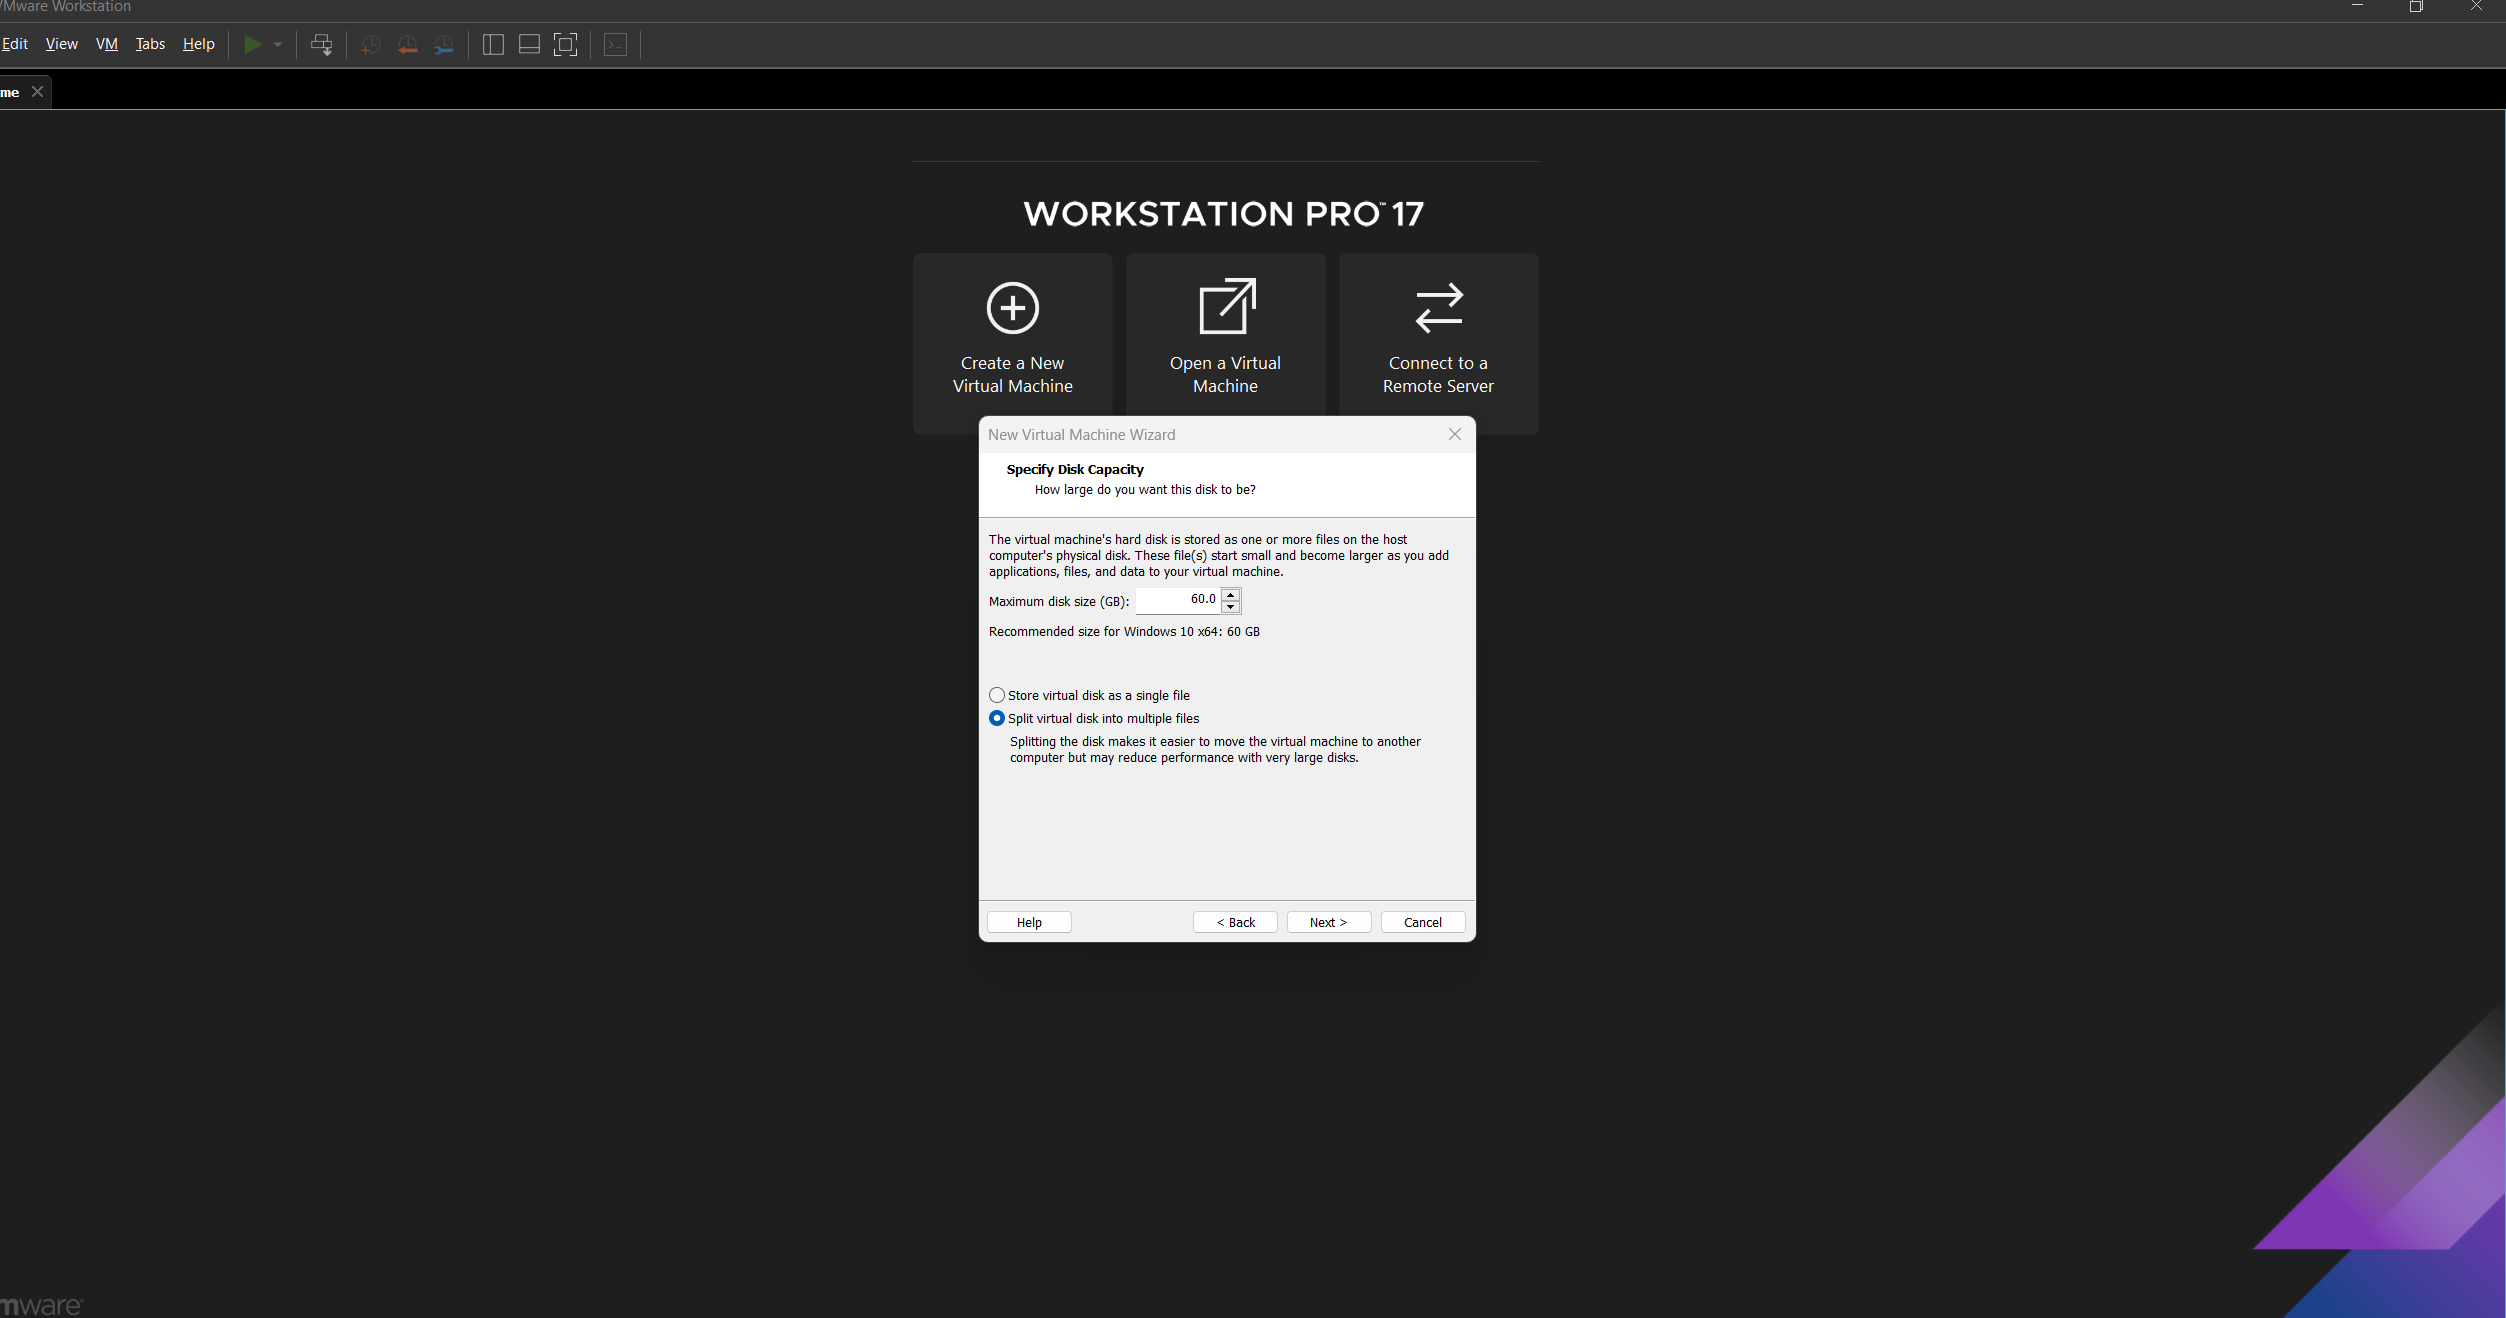 VMware Workstation
Edit View VM Tabs Help
me
WORKSTATION PRO™ 17
Create a New
Virtual Machine
Open a Virtual
Machine
Connect to a
Remote Server
New Virtual Machine Wizard
Specify Disk Capacity
How large do you want this disk to be?
The virtual machine's hard disk is stored as one or more files on the host
computer's physical disk. These file(s) start small and become larger as you add
applications, files, and data to your virtual machine.
Maximum disk size (GB): 60.0
Recommended size for Windows 10 x64: 60 GB
Store virtual disk as a single file
Split virtual disk into multiple files
Splitting the disk makes it easier to move the virtual machine to another
computer but may reduce performance with very large disks.
Help < Back Next > Cancel
mware